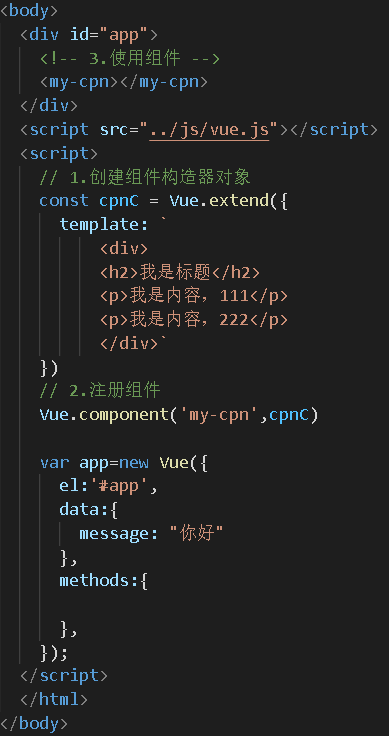 <body>
  <div id="app">
    <!-- 3.使用组件 -->
    <my-cpn></my-cpn>
  </div>
  <script src="../js/vue.js"></script>
  <script>
    // 1.创建组件构造器对象
    const cpnC = Vue.extend({
      template: `
          <div>
          <h2>我是标题</h2>
          <p>我是内容，111</p>
          <p>我是内容，222</p>
          </div>`
    })
    // 2.注册组件
    Vue.component('my-cpn',cpnC)

    var app=new Vue({
      el:'#app',
      data:{
        message: "你好"
      },
      methods:{

      },
    });
  </script>
  </html>
</body>